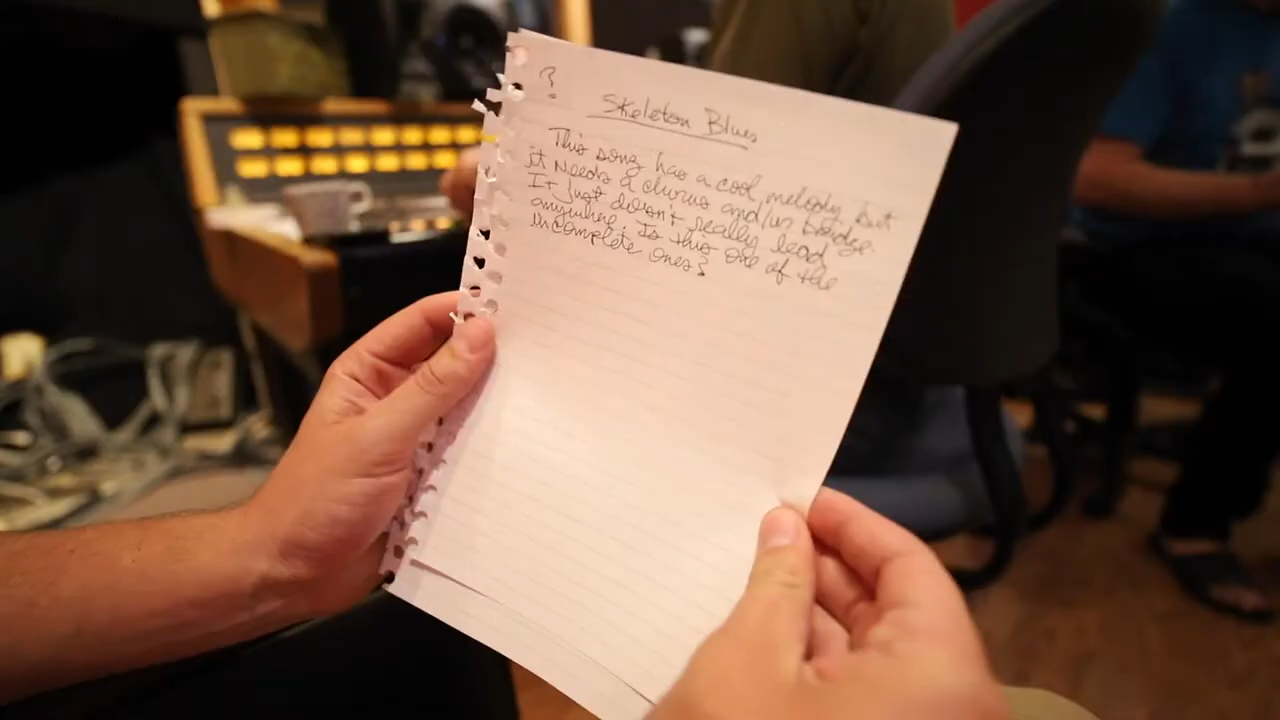 ?
Skeleton Blues
This song has a cool melody but
it needs a chorus and/or bridge.
It just doesn't really lead
anywhere. Is this one of the
incomplete ones?